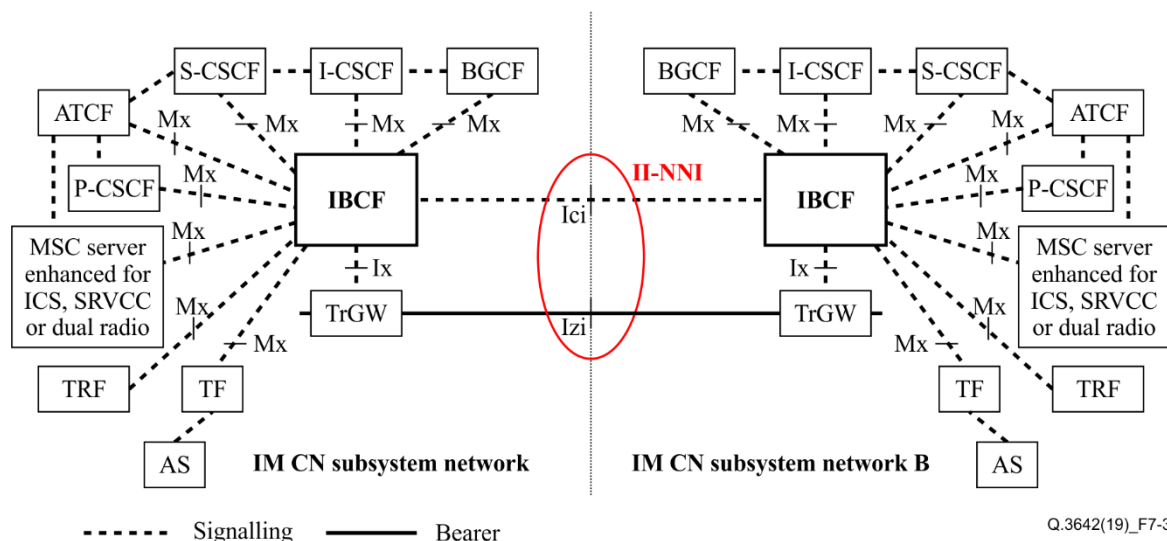 S-CSCF
I-CSCF
BGCF
BGCF
I-CSCF
S-CSCF
ATCF
Mx
Mx
Mx
Mx
Mx
Mx
Mx
Mx
ATCF
P-CSCF
Mx
IBCF
II-NNI
IBCF
Mx
P-CSCF
Ici
Mx
Mx
MSC server
enhanced for
ICS, SRVCC
or dual radio
MSC server
enhanced for
ICS, SRVCC
or dual radio
Ix
Ix
Mx
TrGW
Izi
TrGW
Mx
Mx
Mx
TRF
TF
TF
TRF
AS
IM CN subsystem network
IM CN subsystem network B
AS
Signalling
Bearer
Q.3642(19)_F7-3